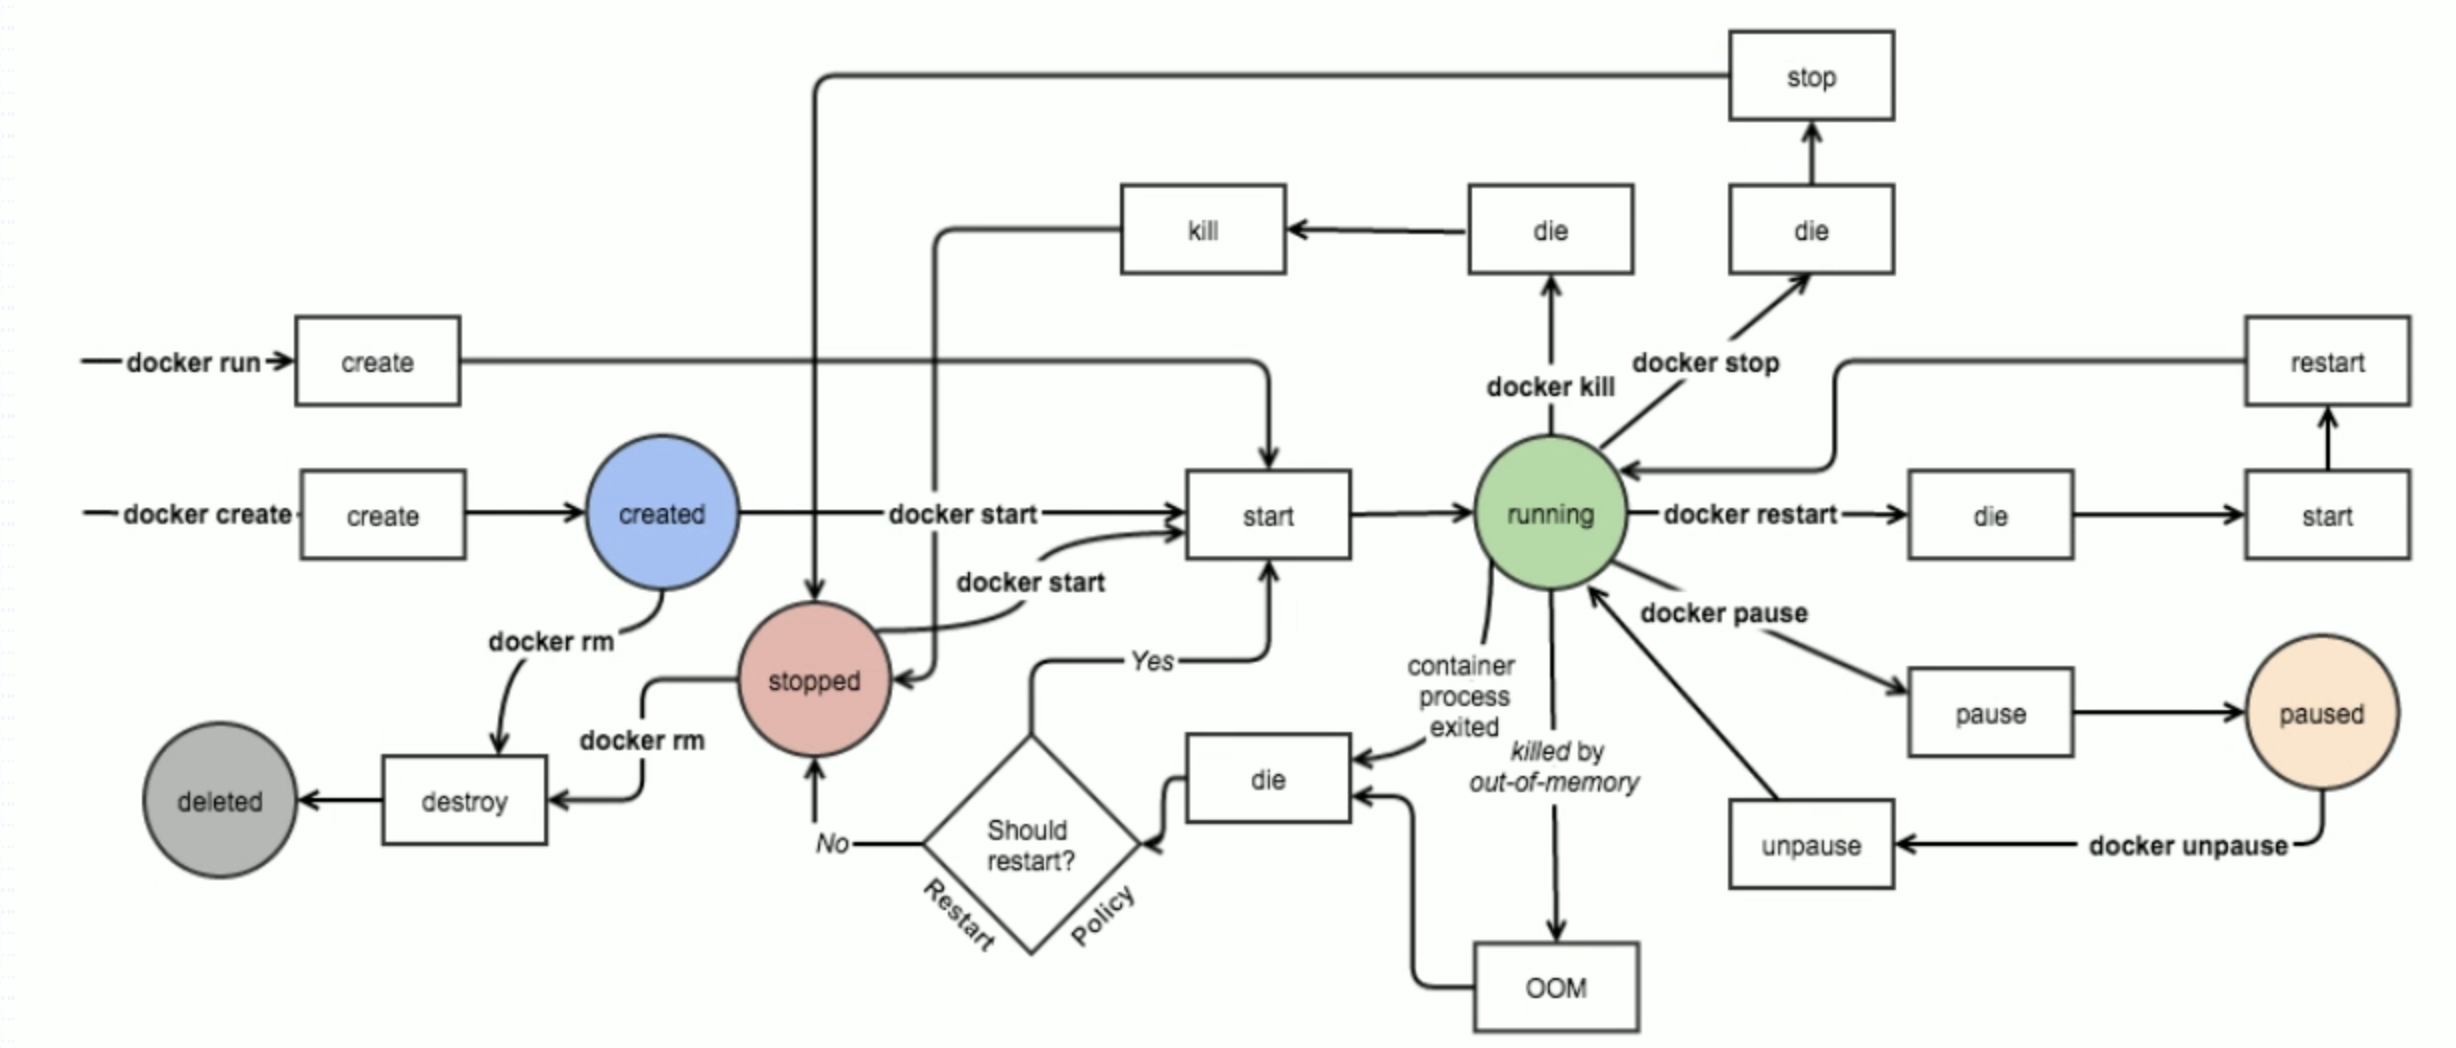 stop
kill
die
die
docker run
create
docker kill
docker stop
restart
docker create
create
created
docker start
start
running
docker restart
die
start
docker start
docker rm
stopped
Yes
container
process
exited
docker pause
pause
paused
docker rm
deleted
destroy
die
killed by
out-of-memory
No
Should
restart?
Restart
Policy
unpause
docker unpause
OOM